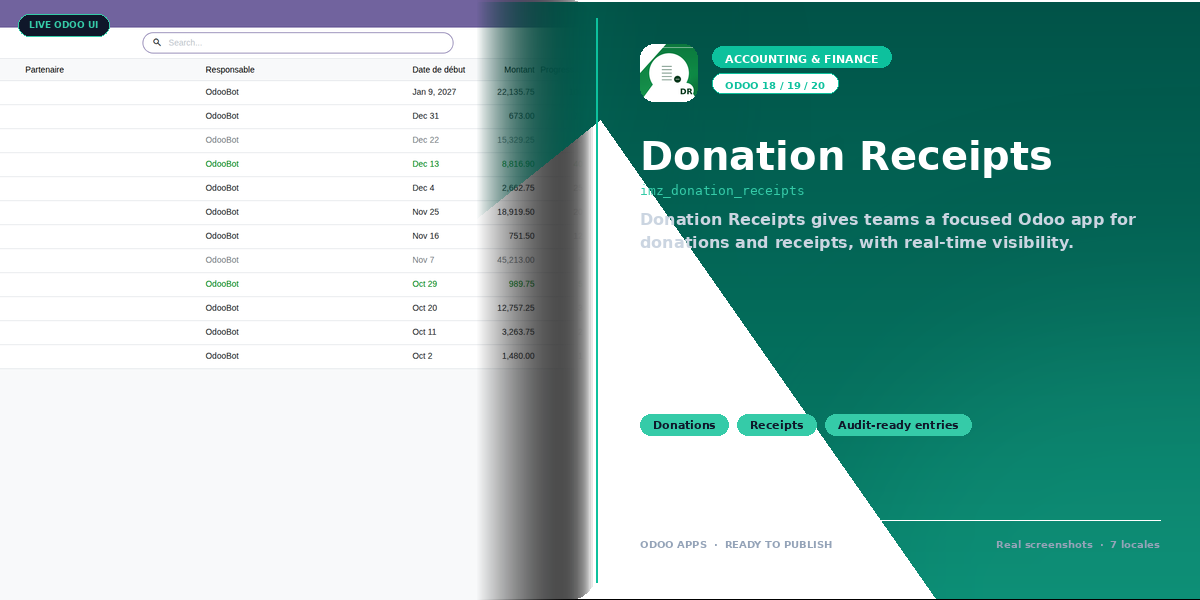 LIVE ODOO UI
Search...
Partenaire Responsable Date de début Montant
OdooBot Jan 9, 2027 22,135.75
OdooBot Dec 31 673.00
OdooBot Dec 22 15,329.25
OdooBot Dec 13 8,816.90
OdooBot Dec 4 2,662.75
OdooBot Nov 25 18,919.50
OdooBot Nov 16 751.50
OdooBot Nov 7 45,213.00
OdooBot Oct 29 989.75
OdooBot Oct 20 12,757.25
OdooBot Oct 11 3,263.75
OdooBot Oct 2 1,480.00
DR
ACCOUNTING & FINANCE
ODOO 18 / 19 / 20
Donation Receipts
imz_donation_receipts
Donation Receipts gives teams a focused Odoo app for
donations and receipts, with real-time visibility.
Donations Receipts Audit-ready entries
ODOO APPS · READY TO PUBLISH
Real screenshots · 7 locales